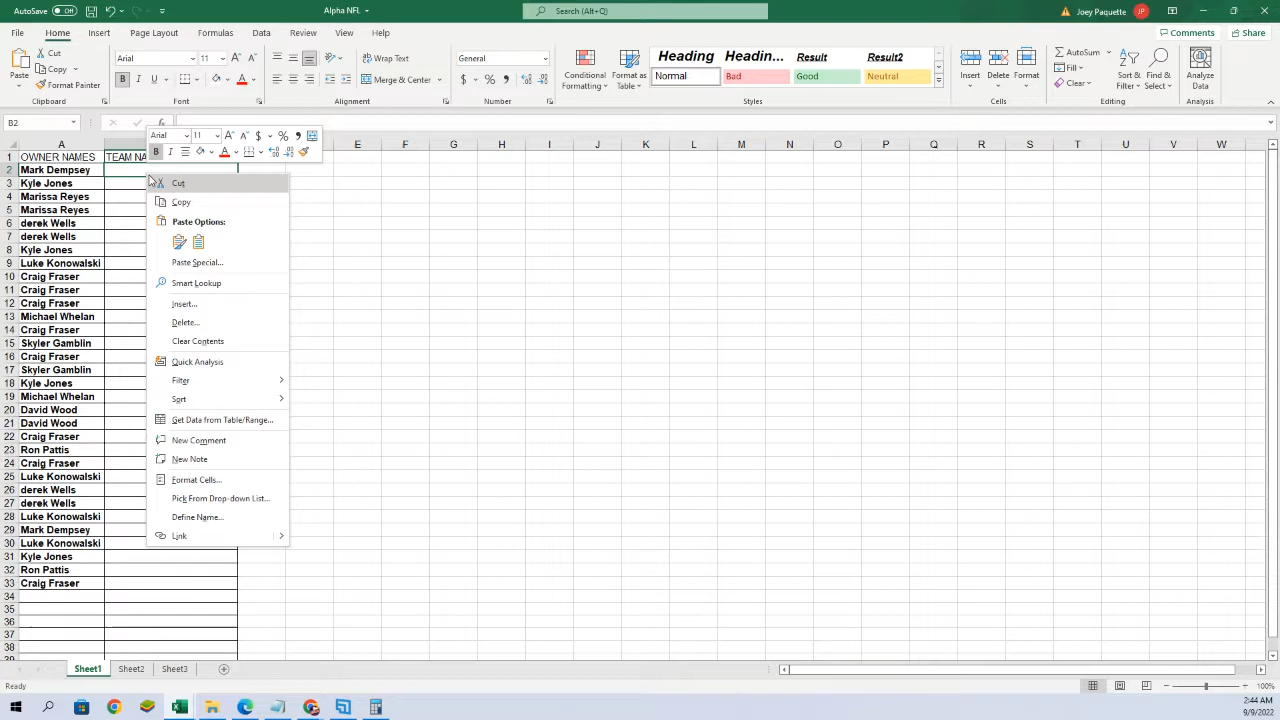 AutoSave Off Alpha NFL Search (Alt+Q) Joey Paquette JP
File Home Insert Page Layout Formulas Data Review View Help Comments Share
Paste Cut Copy Format Painter
Arial 11 B I U A
Wrap Text Merge & Center
General $ % 9
Conditional Formatting Format as Table
Heading Headin... Result Result2
Normal Bad Good Neutral
Insert Delete Format
AutoSum Fill Clear Sort & Filter Find & Select
Analyze Data
Clipboard Font Alignment Number Styles Cells Editing Analysis
B2
Arial 11 A A $ % 9
B I A
E F G H I J K L M N O P Q R S T U V W
A
1 OWNER NAMES TEAM NA
2 Mark Dempsey
3 Kyle Jones
4 Marissa Reyes
5 Marissa Reyes
6 derek Wells
7 derek Wells
8 Kyle Jones
9 Luke Konowalski
10 Craig Fraser
11 Craig Fraser
12 Craig Fraser
13 Michael Whelan
14 Craig Fraser
15 Skyler Gamblin
16 Craig Fraser
17 Skyler Gamblin
18 Kyle Jones
19 Michael Whelan
20 David Wood
21 David Wood
22 Craig Fraser
23 Ron Pattis
24 Craig Fraser
25 Luke Konowalski
26 derek Wells
27 derek Wells
28 Luke Konowalski
29 Mark Dempsey
30 Luke Konowalski
31 Kyle Jones
32 Ron Pattis
33 Craig Fraser
34
35
36
37
38
Cut
Copy
Paste Options:
Paste Special...
Smart Lookup
Insert...
Delete...
Clear Contents
Quick Analysis
Filter
Sort
Get Data from Table/Range...
New Comment
New Note
Format Cells...
Pick From Drop-down List...
Define Name...
Link
Sheet1 Sheet2 Sheet3
Ready 100%
2:44 AM
9/9/2022